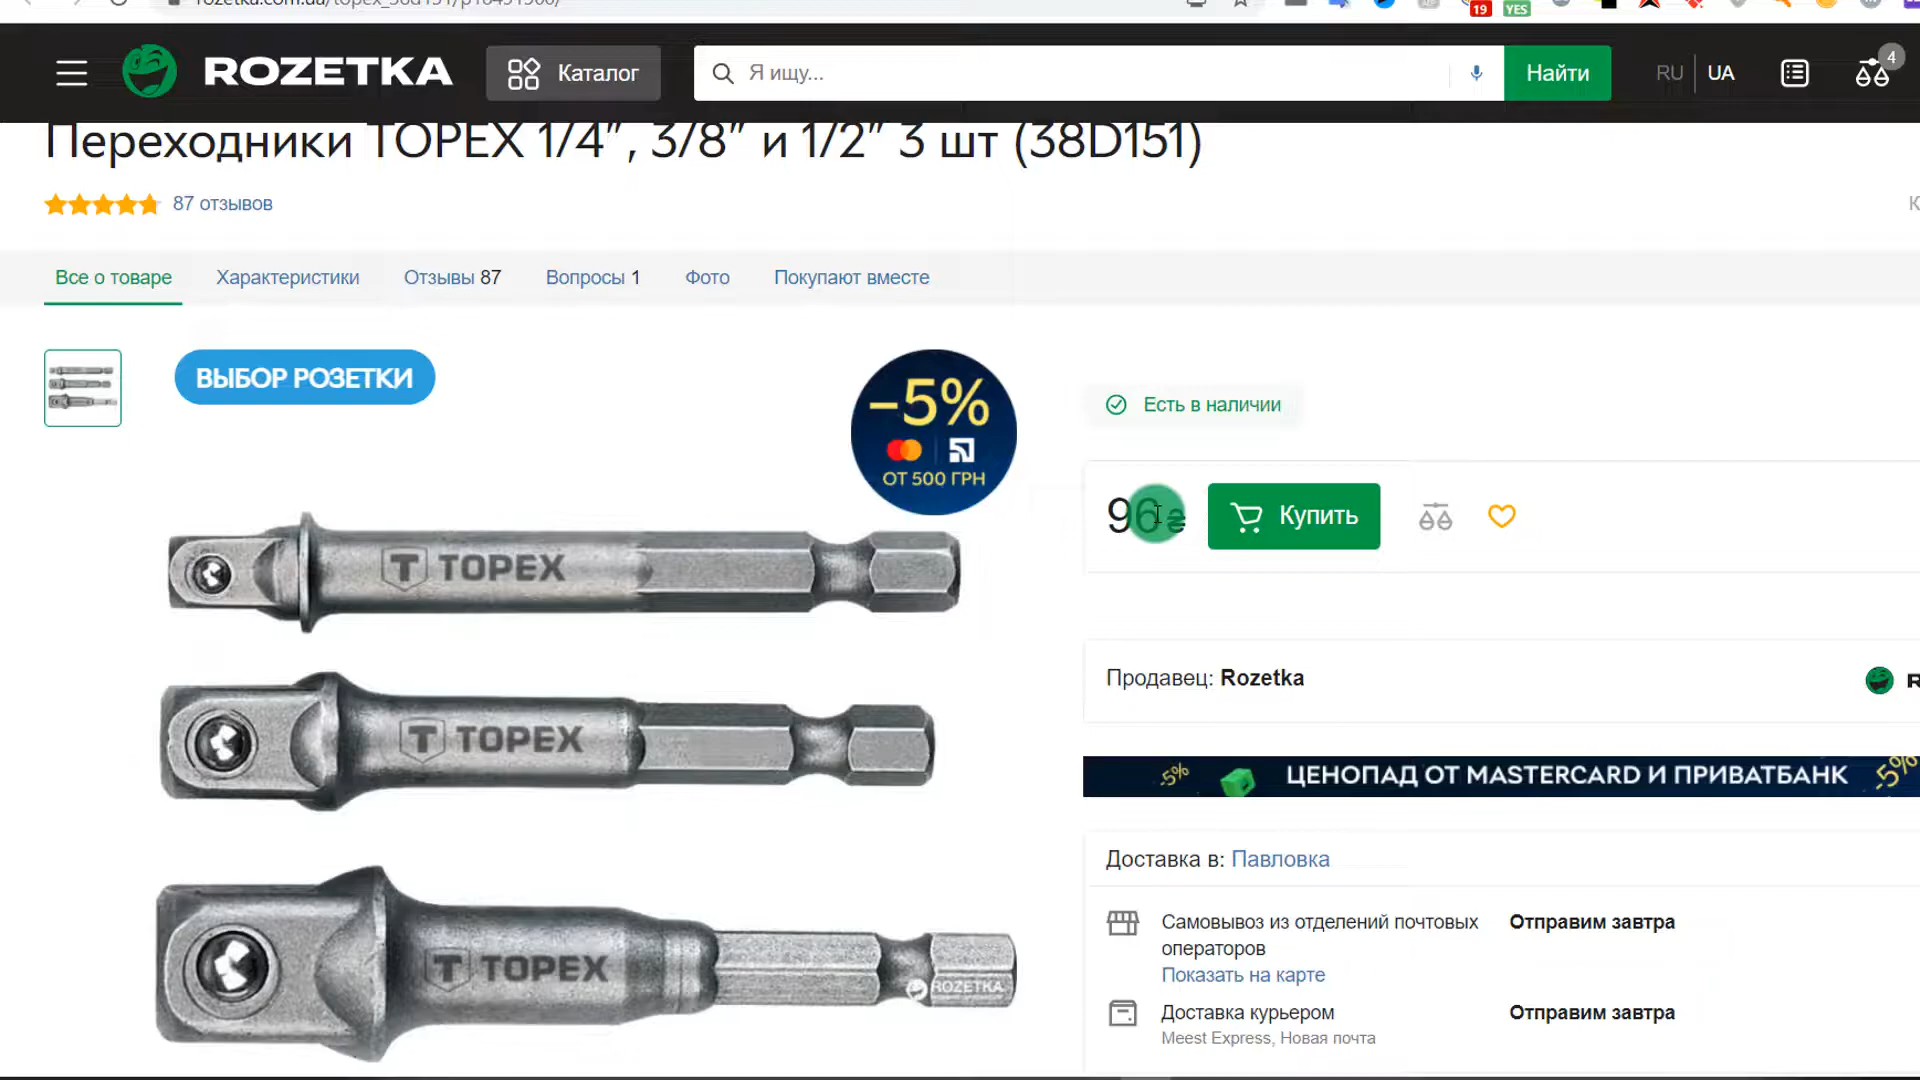 19
YES
ROZETKA
Каталог
Я ищу...
Найти
RU
UA
4
Переходники TOPEX 1/4″, 3/8″ и 1/2″ 3 шт (38D151)
87 отзывов
К
Все о товаре
Характеристики
Отзывы 87
Вопросы 1
Фото
Покупают вместе
ВЫБОР РОЗЕТКИ
–5%
ОТ 500 ГРН
Есть в наличии
96 ₴
Купить
TOPEX
TOPEX
TOPEX
ROZETKA
Продавец: Rozetka
R
-5%
ЦЕНОПАД ОТ MASTERCARD И ПРИВАТБАНК
-5%
Доставка в: Павловка
Самовывоз из отделений почтовых
операторов
Отправим завтра
Показать на карте
Доставка курьером
Отправим завтра
Meest Express, Новая почта